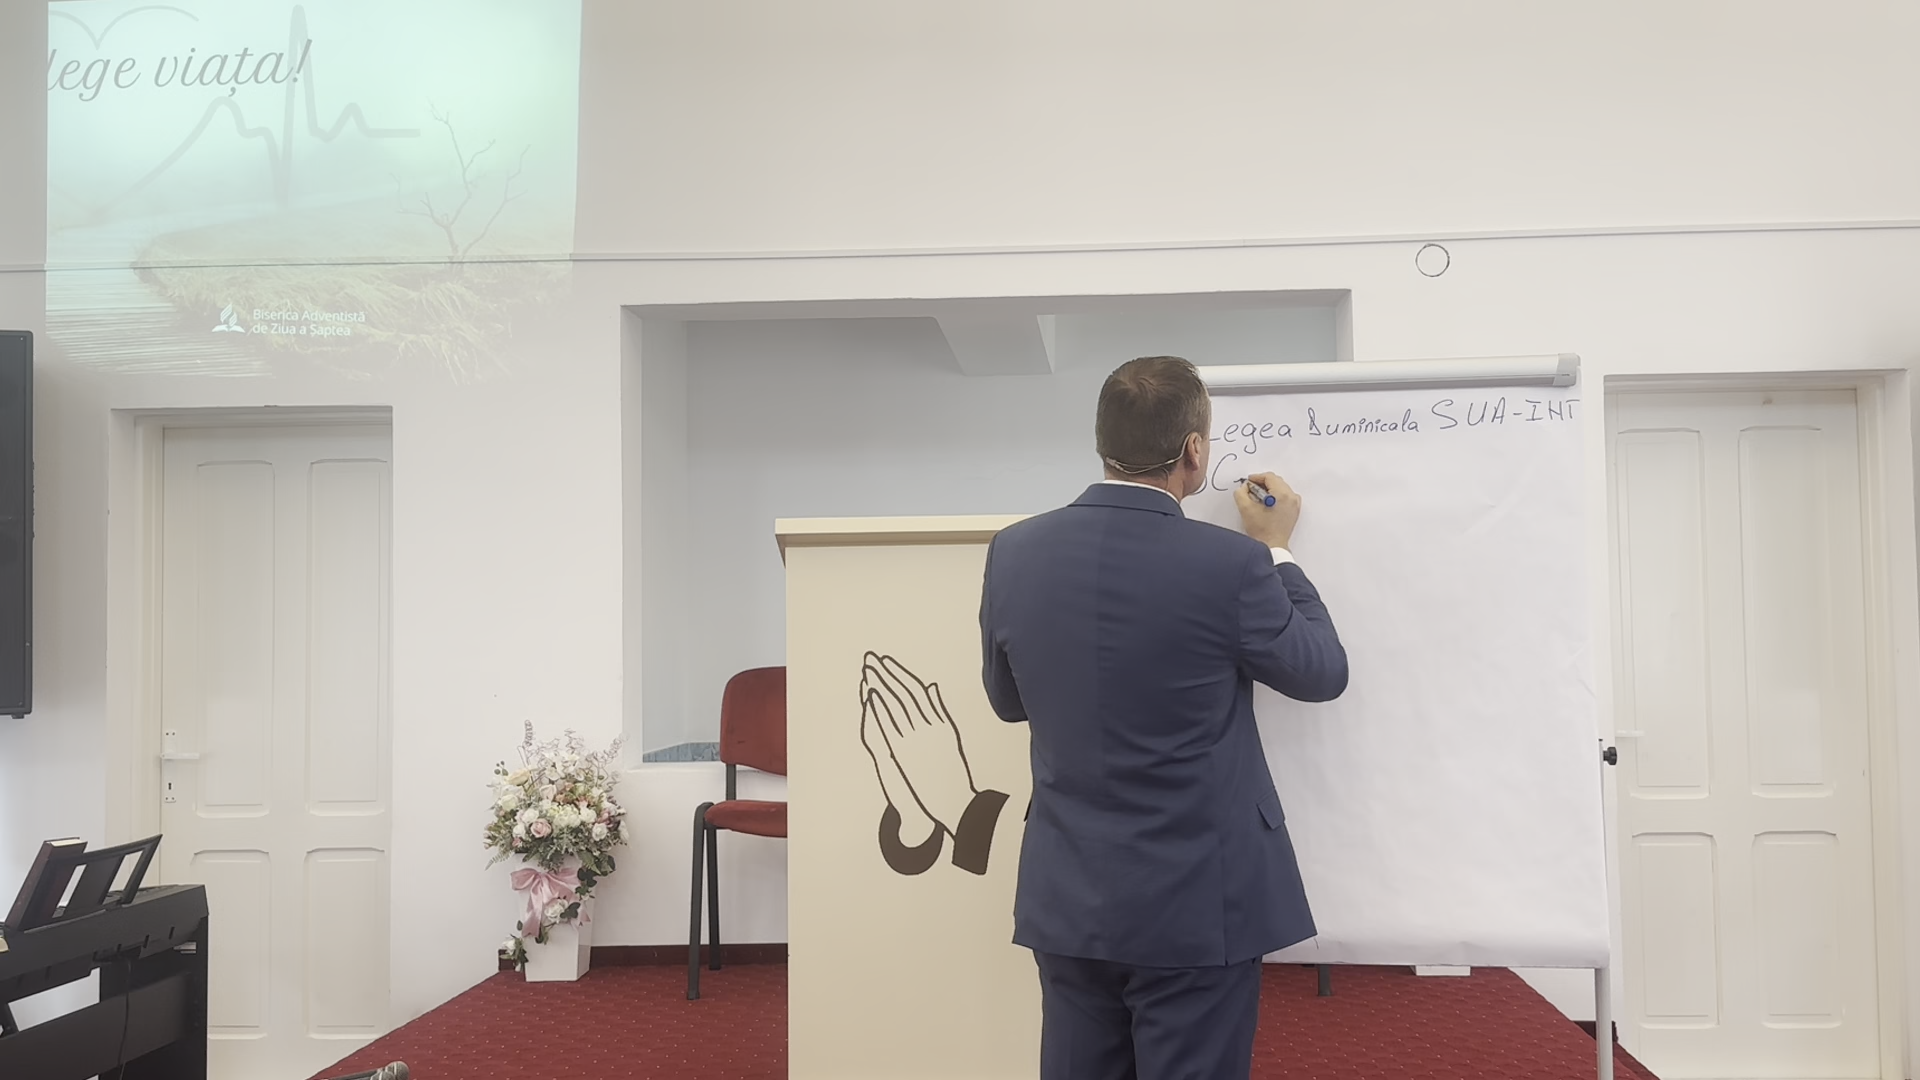 lege viața!
Biserica Adventistă
de Ziua a Șaptea
Legea Duminicala SUA-INT
C